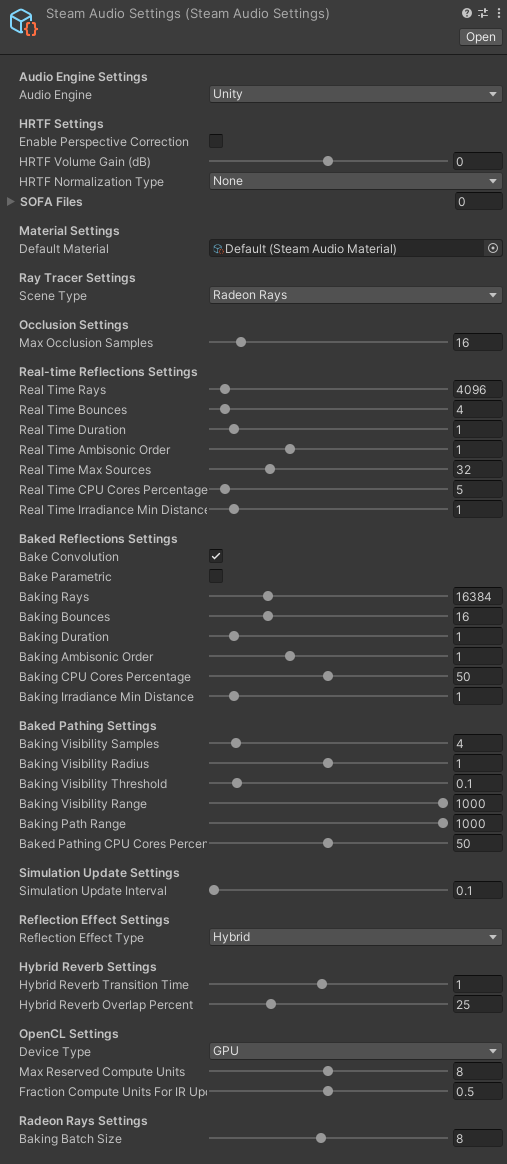 Steam Audio Settings (Steam Audio Settings)
Open
Audio Engine Settings
Audio Engine Unity
HRTF Settings
Enable Perspective Correction
HRTF Volume Gain (dB) 0
HRTF Normalization Type None
SOFA Files 0
Material Settings
Default Material Default (Steam Audio Material)
Ray Tracer Settings
Scene Type Radeon Rays
Occlusion Settings
Max Occlusion Samples 16
Real-time Reflections Settings
Real Time Rays 4096
Real Time Bounces 4
Real Time Duration 1
Real Time Ambisonic Order 1
Real Time Max Sources 32
Real Time CPU Cores Percentage 5
Real Time Irradiance Min Distance 1
Baked Reflections Settings
Bake Convolution
Bake Parametric
Baking Rays 16384
Baking Bounces 16
Baking Duration 1
Baking Ambisonic Order 1
Baking CPU Cores Percentage 50
Baking Irradiance Min Distance 1
Baked Pathing Settings
Baking Visibility Samples 4
Baking Visibility Radius 1
Baking Visibility Threshold 0.1
Baking Visibility Range 1000
Baking Path Range 1000
Baked Pathing CPU Cores Percer 50
Simulation Update Settings
Simulation Update Interval 0.1
Reflection Effect Settings
Reflection Effect Type Hybrid
Hybrid Reverb Settings
Hybrid Reverb Transition Time 1
Hybrid Reverb Overlap Percent 25
OpenCL Settings
Device Type GPU
Max Reserved Compute Units 8
Fraction Compute Units For IR Up 0.5
Radeon Rays Settings
Baking Batch Size 8